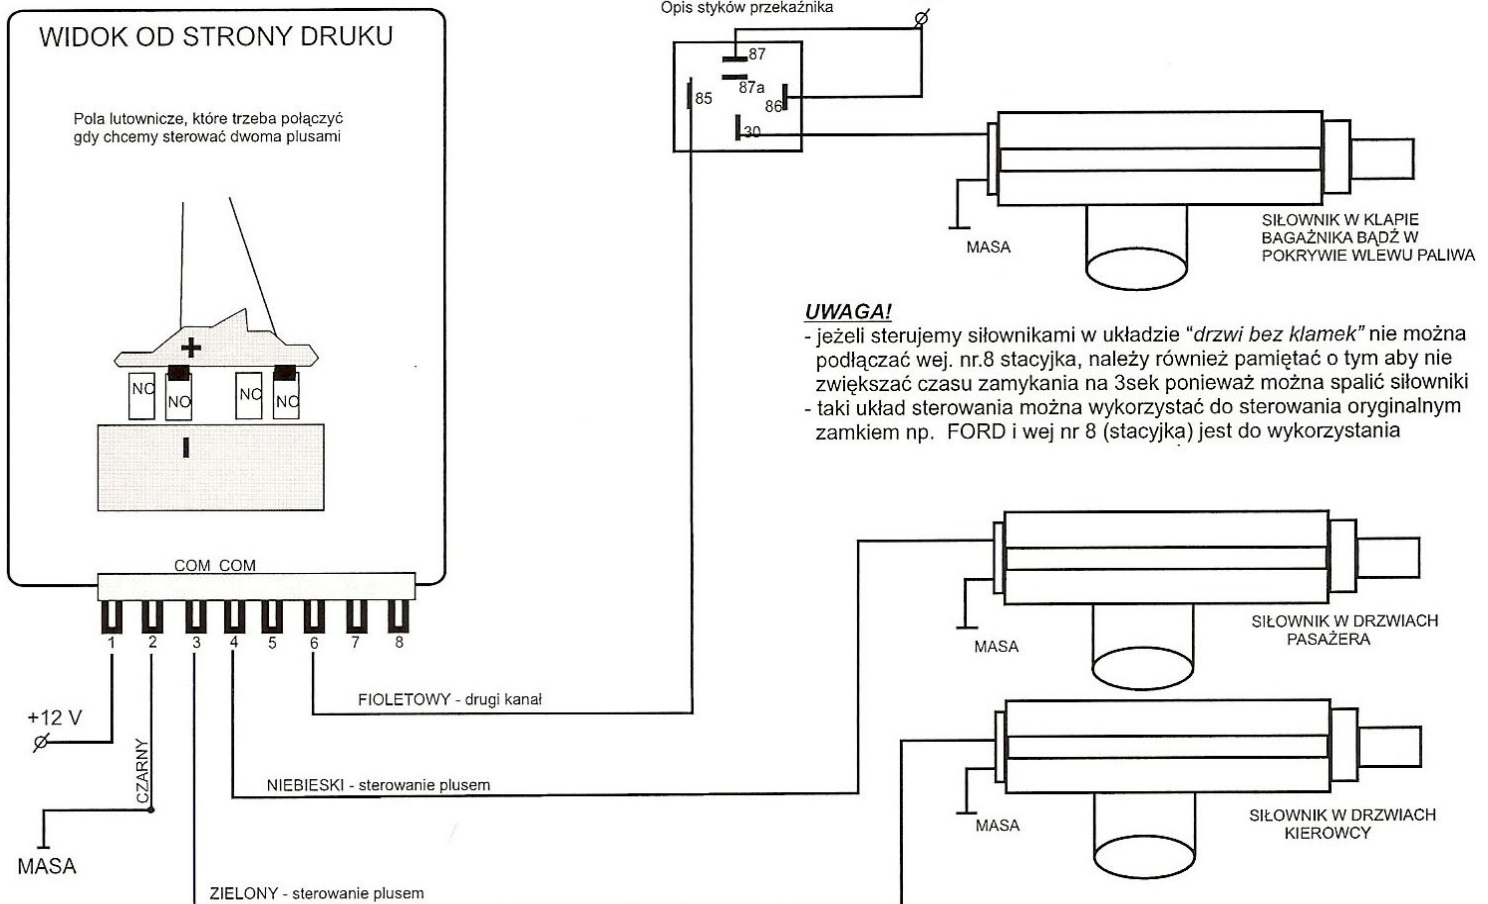 WIDOK OD STRONY DRUKU
Pola lutownicze, które trzeba połączyć
gdy chcemy sterować dwoma plusami
+
NC
NO
NC
NO
COM COM
1 2 3 4 5 6 7 8
+12 V
CZARNY
MASA
FIOLETOWY - drugi kanał
NIEBIESKI - sterowanie plusem
ZIELONY - sterowanie plusem
Opis styków przekaźnika
87
87a
85
86
30
MASA
SIŁOWNIK W KLAPIE
BAGAŻNIKA BĄDŹ W
POKRYWIE WLEWU PALIWA
UWAGA!
- jeżeli sterujemy siłownikami w układzie “drzwi bez klamek” nie można
podłączać wej. nr.8 stacyjka, należy również pamiętać o tym aby nie
zwiększać czasu zamykania na 3sek ponieważ można spalić siłowniki
- taki układ sterowania można wykorzystać do sterowania oryginalnym
zamkiem np. FORD i wej nr 8 (stacyjka) jest do wykorzystania
MASA
SIŁOWNIK W DRZWIACH
PASAŻERA
MASA
SIŁOWNIK W DRZWIACH
KIEROWCY